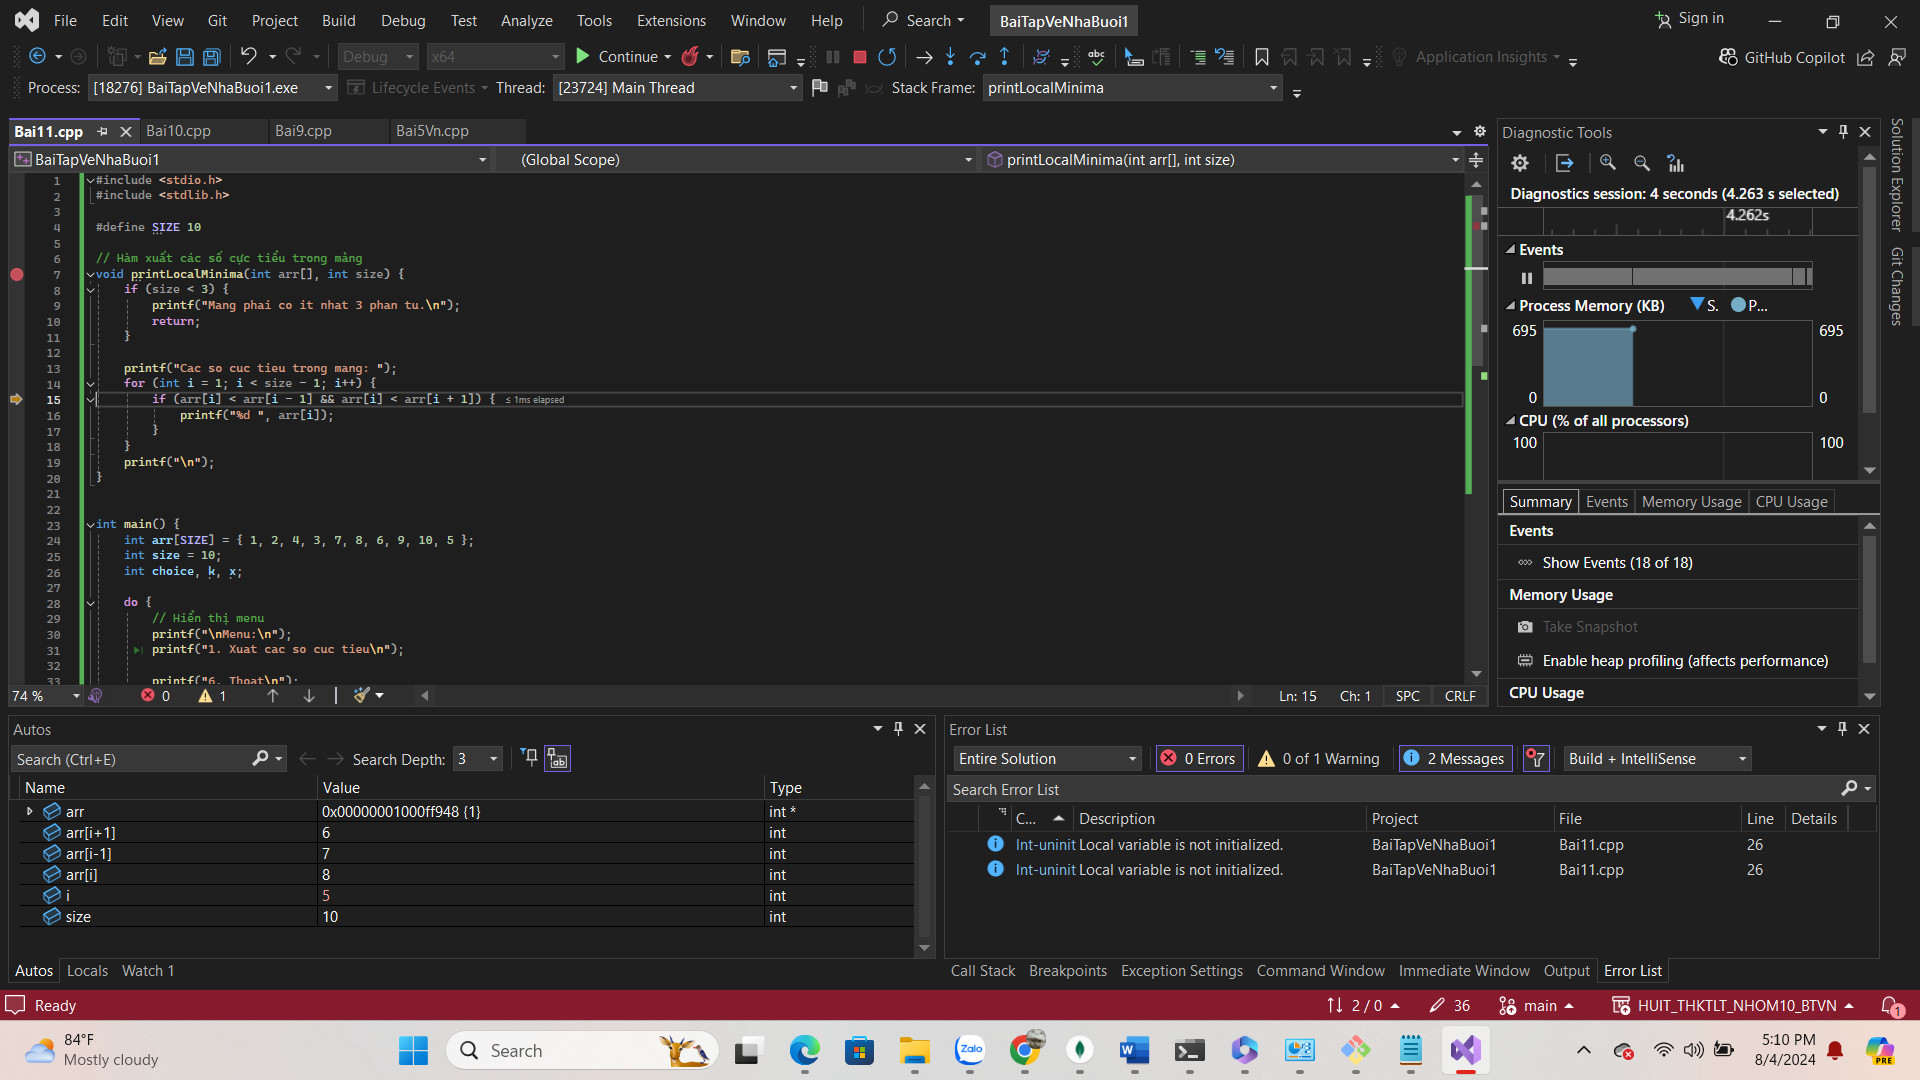 File Edit View Git Project Build Debug Test Analyze Tools Extensions Window Help Search BaiTapVeNhaBuoi1 Sign in
Debug x64 Continue Application Insights GitHub Copilot
Process: [18276] BaiTapVeNhaBuoi1.exe Lifecycle Events Thread: [23724] Main Thread Stack Frame: printLocalMinima
Bai11.cpp Bai10.cpp Bai9.cpp Bai5Vn.cpp
BaiTapVeNhaBuoi1 (Global Scope) printLocalMinima(int arr[], int size)
1 #include <stdio.h>
2 #include <stdlib.h>
3
4 #define SIZE 10
5
6 // Hàm xuất các số cực tiểu trong mảng
7 void printLocalMinima(int arr[], int size) {
8 if (size < 3) {
9 printf("Mang phai co it nhat 3 phan tu.\n");
10 return;
11 }
12
13 printf("Cac so cuc tieu trong mang: ");
14 for (int i = 1; i < size - 1; i++) {
15 if (arr[i] < arr[i - 1] && arr[i] < arr[i + 1]) { ≤ 1ms elapsed
16 printf("%d ", arr[i]);
17 }
18 }
19 printf("\n");
20 }
21
22
23 int main() {
24 int arr[SIZE] = { 1, 2, 4, 3, 7, 8, 6, 9, 10, 5 };
25 int size = 10;
26 int choice, k, x;
27
28 do {
29 // Hiển thị menu
30 printf("\nMenu:\n");
31 printf("1. Xuat cac so cuc tieu\n");
32
33 printf("6. Thoat\n");
74 % 0 1 Ln: 15 Ch: 1 SPC CRLF
Diagnostic Tools
Diagnostics session: 4 seconds (4.263 s selected)
4.262s
Events
Process Memory (KB) S. P...
695 695
0 0
CPU (% of all processors)
100 100
Summary Events Memory Usage CPU Usage
Events
Show Events (18 of 18)
Memory Usage
Take Snapshot
Enable heap profiling (affects performance)
CPU Usage
Solution Explorer
Git Changes
Autos
Search (Ctrl+E) Search Depth: 3
Name Value Type
arr 0x00000001000ff948 {1} int *
arr[i+1] 6 int
arr[i-1] 7 int
arr[i] 8 int
i 5 int
size 10 int
Autos Locals Watch 1
Error List
Entire Solution 0 Errors 0 of 1 Warning 2 Messages Build + IntelliSense
Search Error List
C... Description Project File Line Details
Int-uninit Local variable is not initialized. BaiTapVeNhaBuoi1 Bai11.cpp 26
Int-uninit Local variable is not initialized. BaiTapVeNhaBuoi1 Bai11.cpp 26
Call Stack Breakpoints Exception Settings Command Window Immediate Window Output Error List
Ready 2 / 0 36 main HUIT_THKTLT_NHOM10_BTVN 1
84°F
Mostly cloudy
Search
Zalo
PRE
5:10 PM
8/4/2024